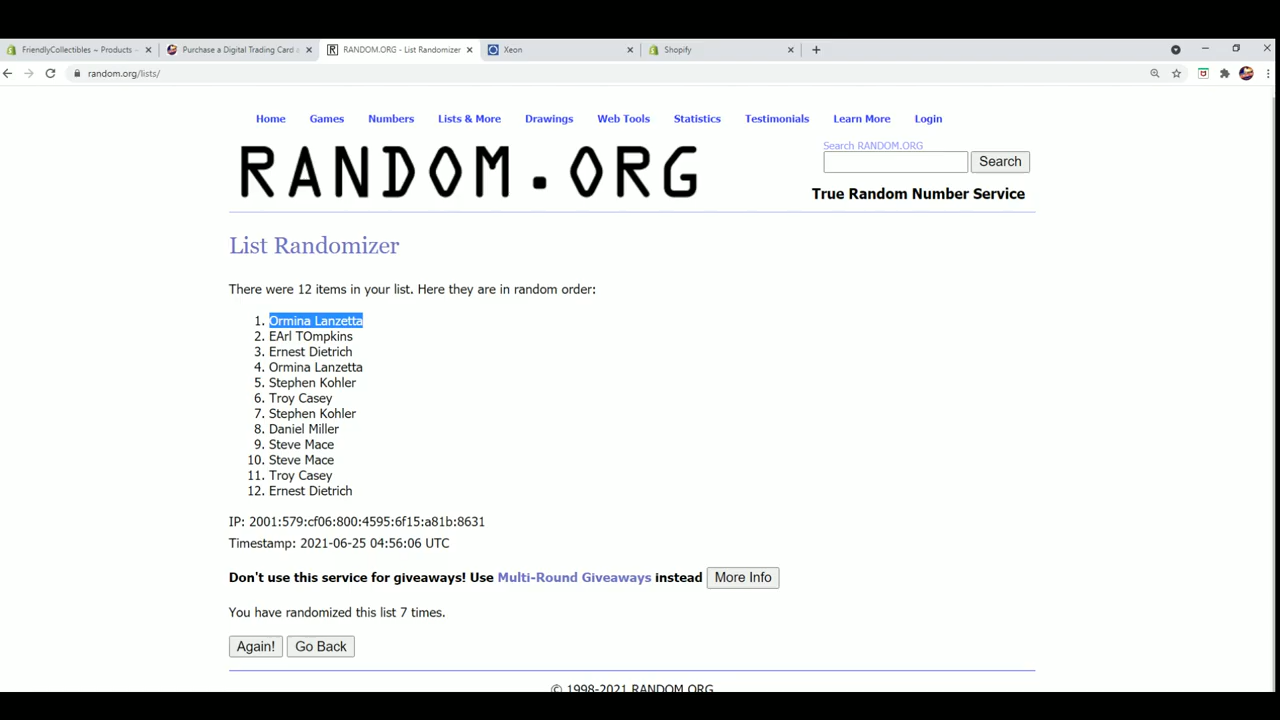 FriendlyCollectibles ~ Products
Purchase a Digital Trading Card
RANDOM.ORG - List Randomizer
Xeon
Shopify
random.org/lists/
Home Games Numbers Lists & More Drawings Web Tools Statistics Testimonials Learn More Login
RANDOM.ORG
Search RANDOM.ORG
Search
True Random Number Service
List Randomizer
There were 12 items in your list. Here they are in random order:
1. Ormina Lanzetta
2. EArl TOmpkins
3. Ernest Dietrich
4. Ormina Lanzetta
5. Stephen Kohler
6. Troy Casey
7. Stephen Kohler
8. Daniel Miller
9. Steve Mace
10. Steve Mace
11. Troy Casey
12. Ernest Dietrich
IP: 2001:579:cf06:800:4595:6f15:a81b:8631
Timestamp: 2021-06-25 04:56:06 UTC
Don't use this service for giveaways! Use Multi-Round Giveaways instead More Info
You have randomized this list 7 times.
Again! Go Back
© 1998-2021 RANDOM.ORG